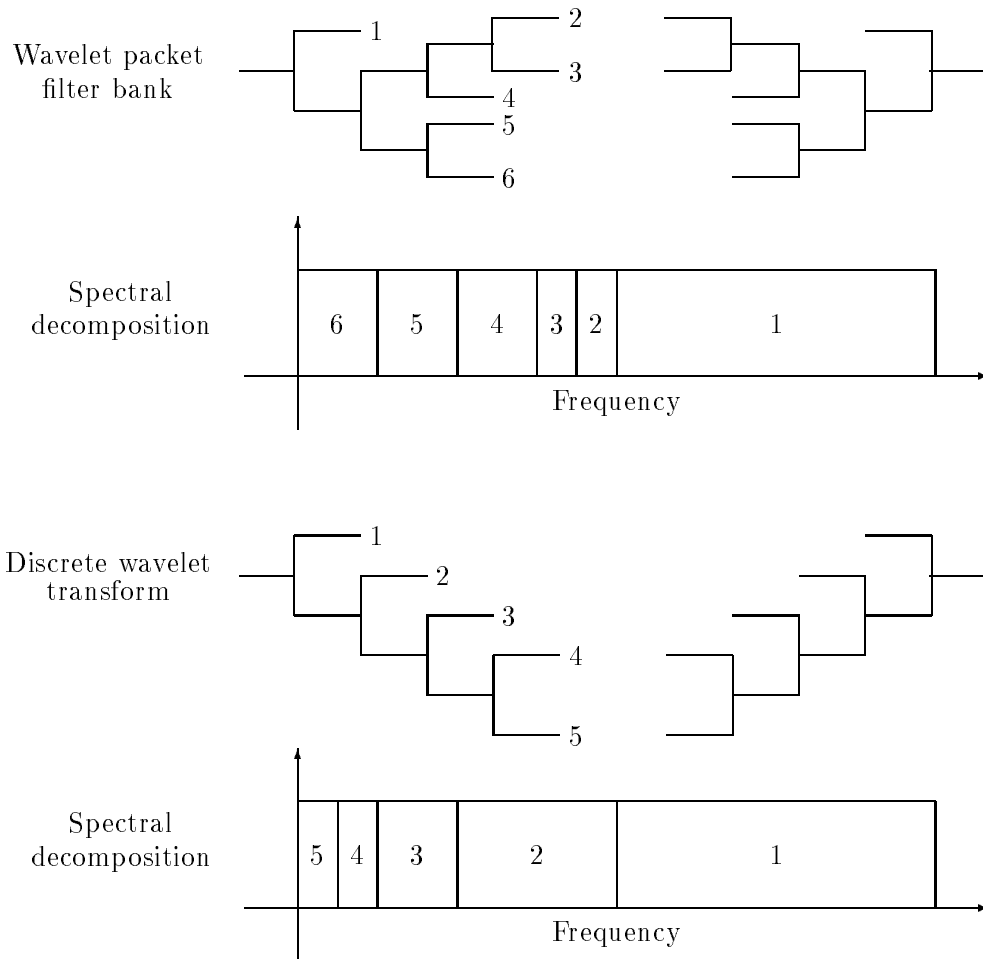 Wavelet packet
filter bank
1
2
3
4
5
6
Spectral
decomposition
6 5 4 3 2 1
Frequency
Discrete wavelet
transform
1
2
3
4
5
Spectral
decomposition
5 4 3 2 1
Frequency